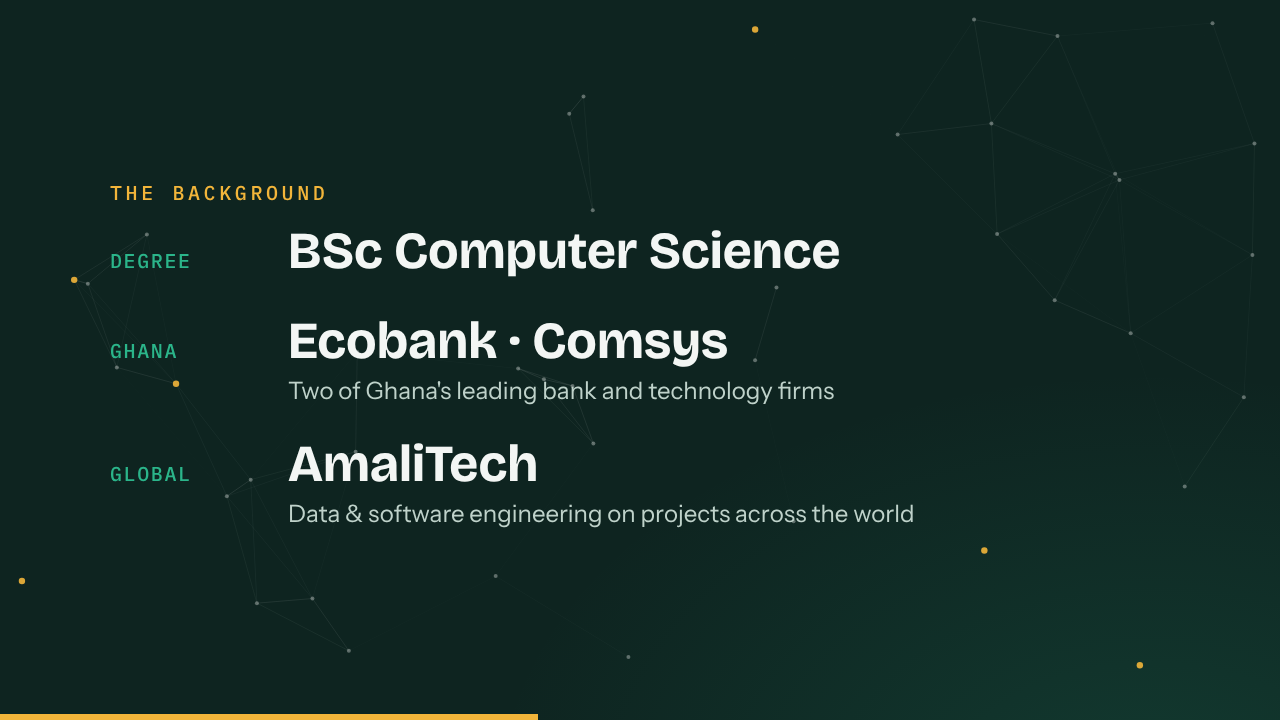 THE BACKGROUND
DEGREE
BSc Computer Science
GHANA
Ecobank · Comsys
Two of Ghana's leading bank and technology firms
GLOBAL
AmaliTech
Data & software engineering on projects across the world